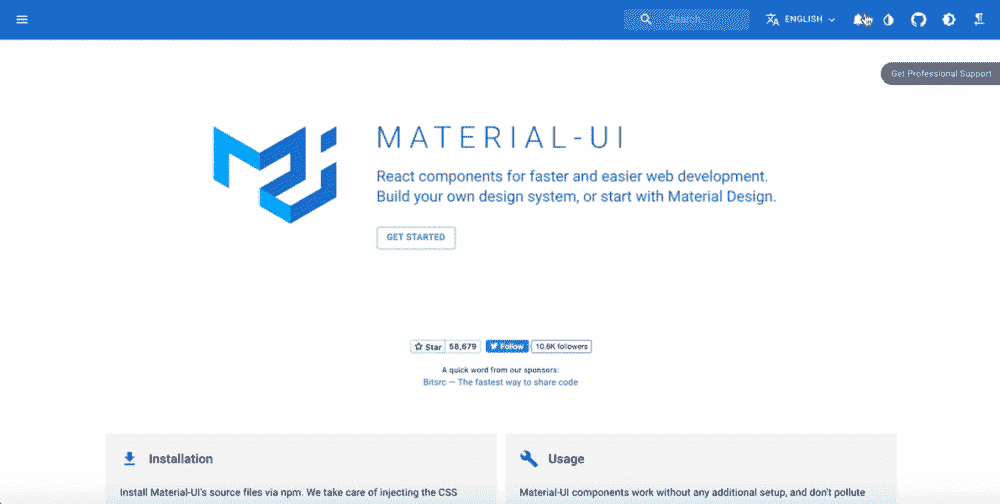 Search…
ENGLISH
Get Professional Support
MATERIAL-UI
React components for faster and easier web development.
Build your own design system, or start with Material Design.
GET STARTED
Star 58,679 Follow 10.6K followers
A quick word from our sponsors:
Bitsrc — The fastest way to share code
Installation
Install Material-UI's source files via npm. We take care of injecting the CSS
Usage
Material-UI components work without any additional setup, and don't pollute